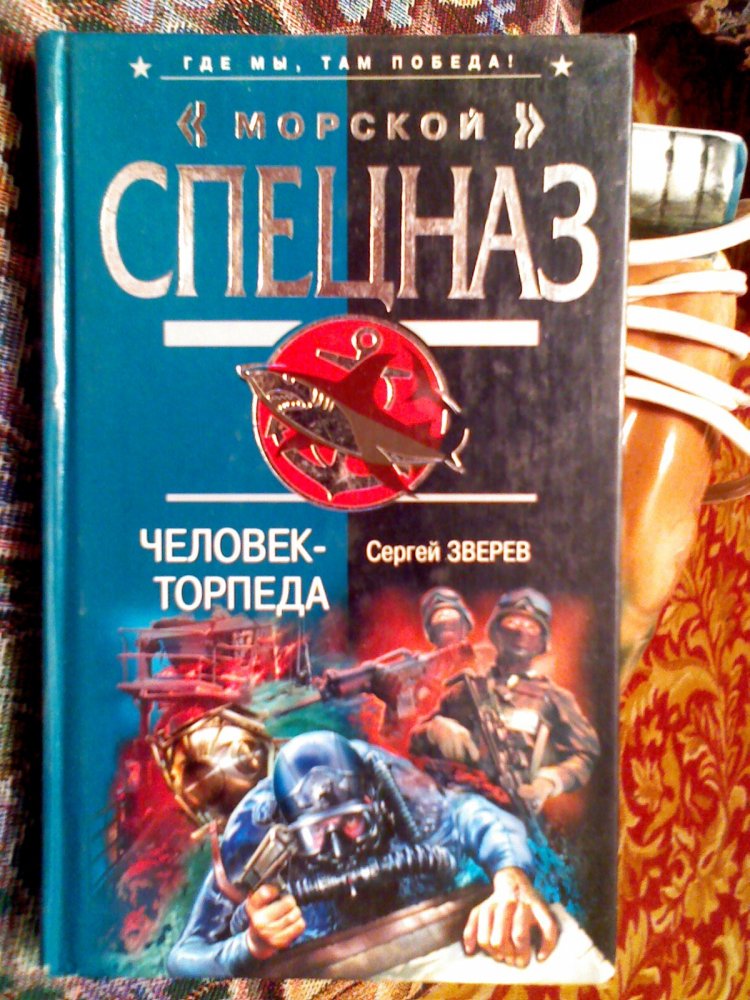 ★ ГДЕ МЫ, ТАМ ПОБЕДА! ★
« МОРСКОЙ »
СПЕЦНАЗ
ЧЕЛОВЕК-
ТОРПЕДА
Сергей ЗВЕРЕВ